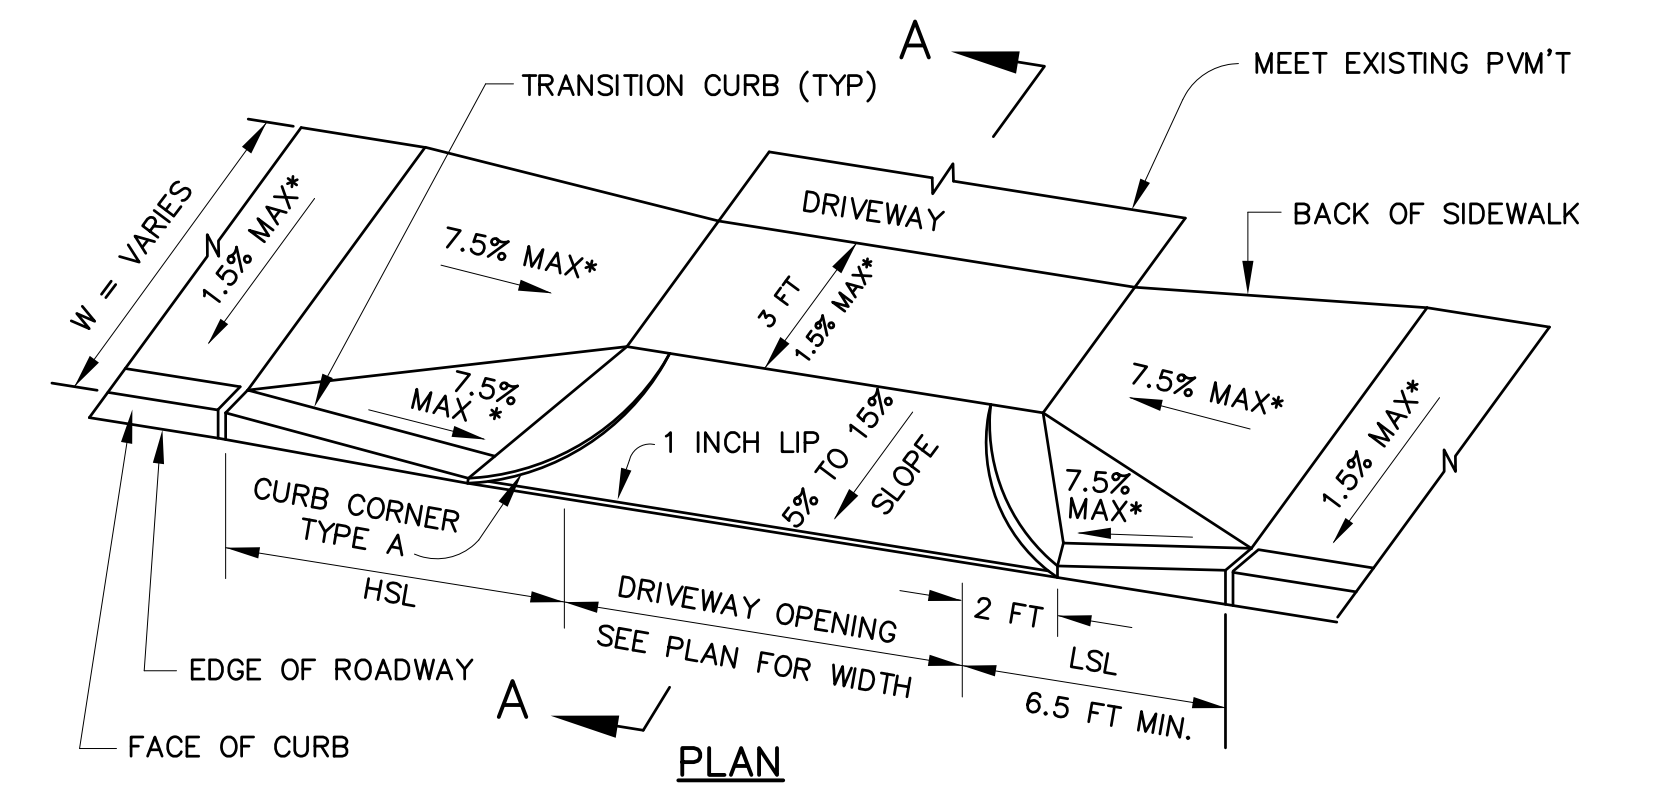 A
MEET EXISTING PVM'T
TRANSITION CURB (TYP)
W = VARIES
1.5% MAX*
N
7.5% MAX*
DRIVEWAY
BACK OF SIDEWALK
3 FT
1.5% MAX*
7.5%
MAX *
7.5% MAX*
1.5% MAX*
N
1 INCH LIP
5% TO 15%
SLOPE
7.5%
MAX*
CURB CORNER
TYPE A
HSL
DRIVEWAY OPENING
SEE PLAN FOR WIDTH
2 FT
LSL
6.5 FT MIN.
EDGE OF ROADWAY
A
FACE OF CURB
PLAN